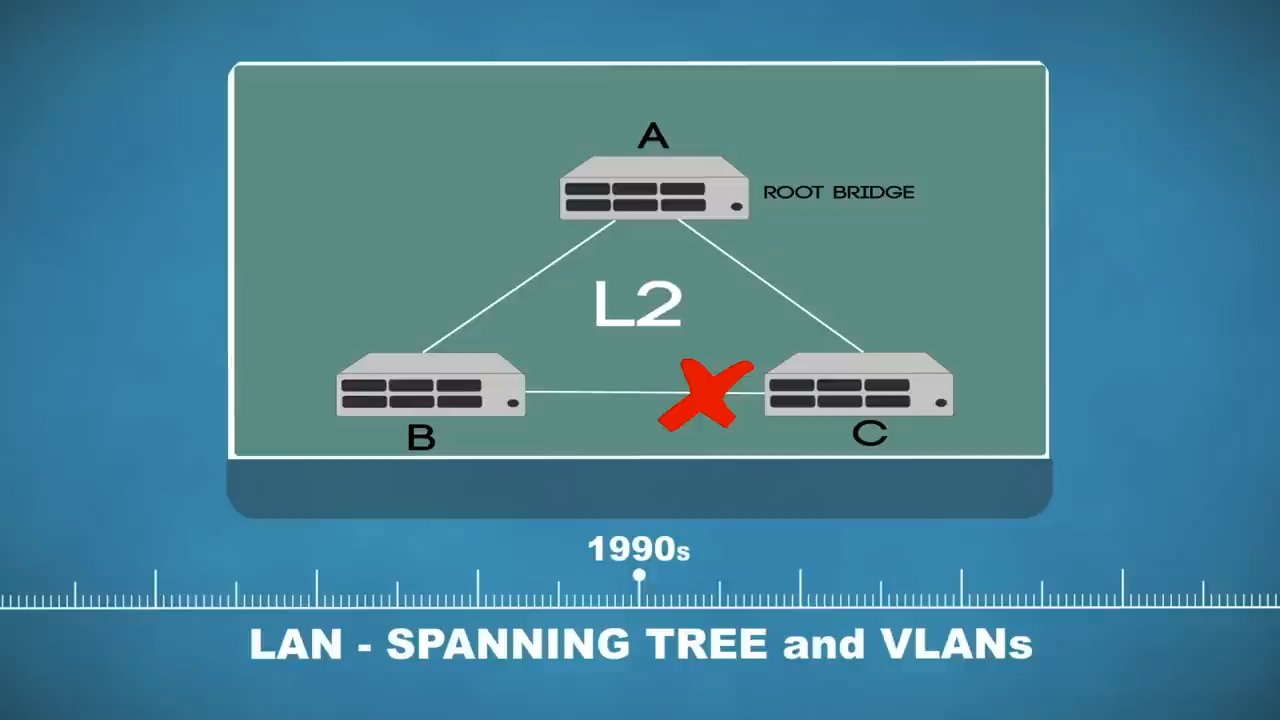 A
ROOT BRIDGE
L2
B
C
1990s
LAN - SPANNING TREE and VLANs